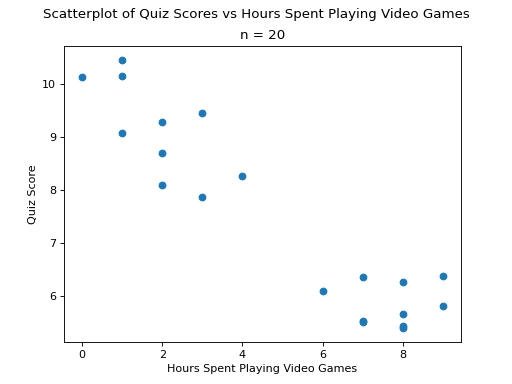 Scatterplot of Quiz Scores vs Hours Spent Playing Video Games
n = 20
10
9
8
7
6
Quiz Score
0 2 4 6 8
Hours Spent Playing Video Games